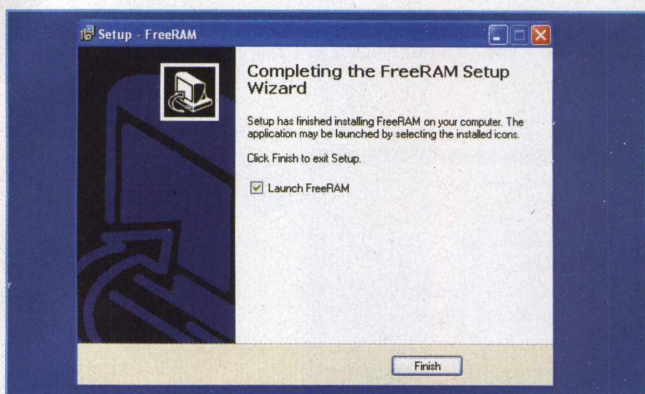 Setup - FreeRAM
Completing the FreeRAM Setup
Wizard
Setup has finished installing FreeRAM on your computer. The
application may be launched by selecting the installed icons.
Click Finish to exit Setup.
Launch FreeRAM
Finish